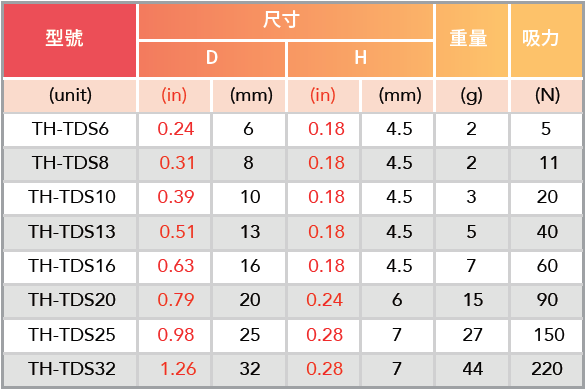 型號 尺寸 重量 吸力
D H
(unit) (in) (mm) (in) (mm) (g) (N)
TH-TDS6 0.24 6 0.18 4.5 2 5
TH-TDS8 0.31 8 0.18 4.5 2 11
TH-TDS10 0.39 10 0.18 4.5 3 20
TH-TDS13 0.51 13 0.18 4.5 5 40
TH-TDS16 0.63 16 0.18 4.5 7 60
TH-TDS20 0.79 20 0.24 6 15 90
TH-TDS25 0.98 25 0.28 7 27 150
TH-TDS32 1.26 32 0.28 7 44 220